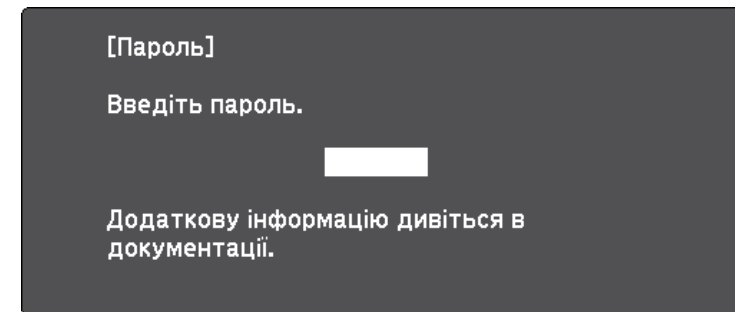 [Пароль]
Введіть пароль.
Додаткову інформацію дивіться в
документації.